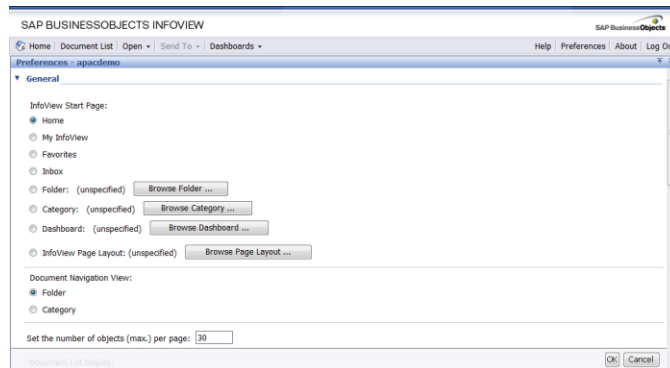 SAP BUSINESSOBJECTS INFOVIEW
SAP BusinessObjects
Home Document List Open Send To Dashboards Help Preferences About Log Ou
Preferences - apacdemo
General
InfoView Start Page:
Home
My InfoView
Favorites
Inbox
Folder: (unspecified) Browse Folder ...
Category: (unspecified) Browse Category ...
Dashboard: (unspecified) Browse Dashboard ...
InfoView Page Layout: (unspecified) Browse Page Layout ...
Document Navigation View:
Folder
Category
Set the number of objects (max.) per page: 30
Document List Display:
OK Cancel